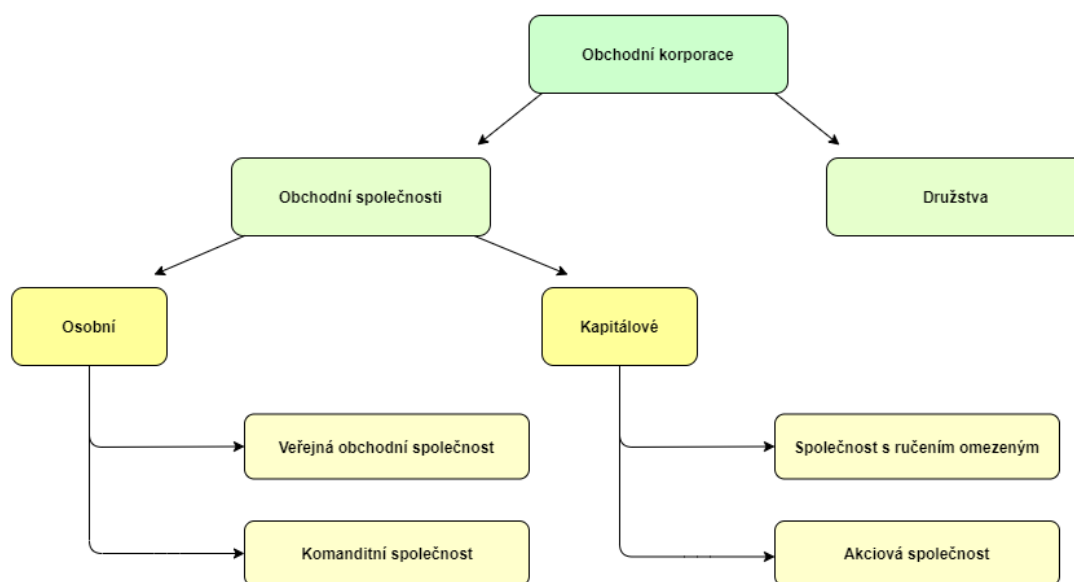 Obchodní korporace
Obchodní společnosti
Družstva
Osobní
Kapitálové
Veřejná obchodní společnost
Společnost s ručením omezeným
Komanditní společnost
Akciová společnost